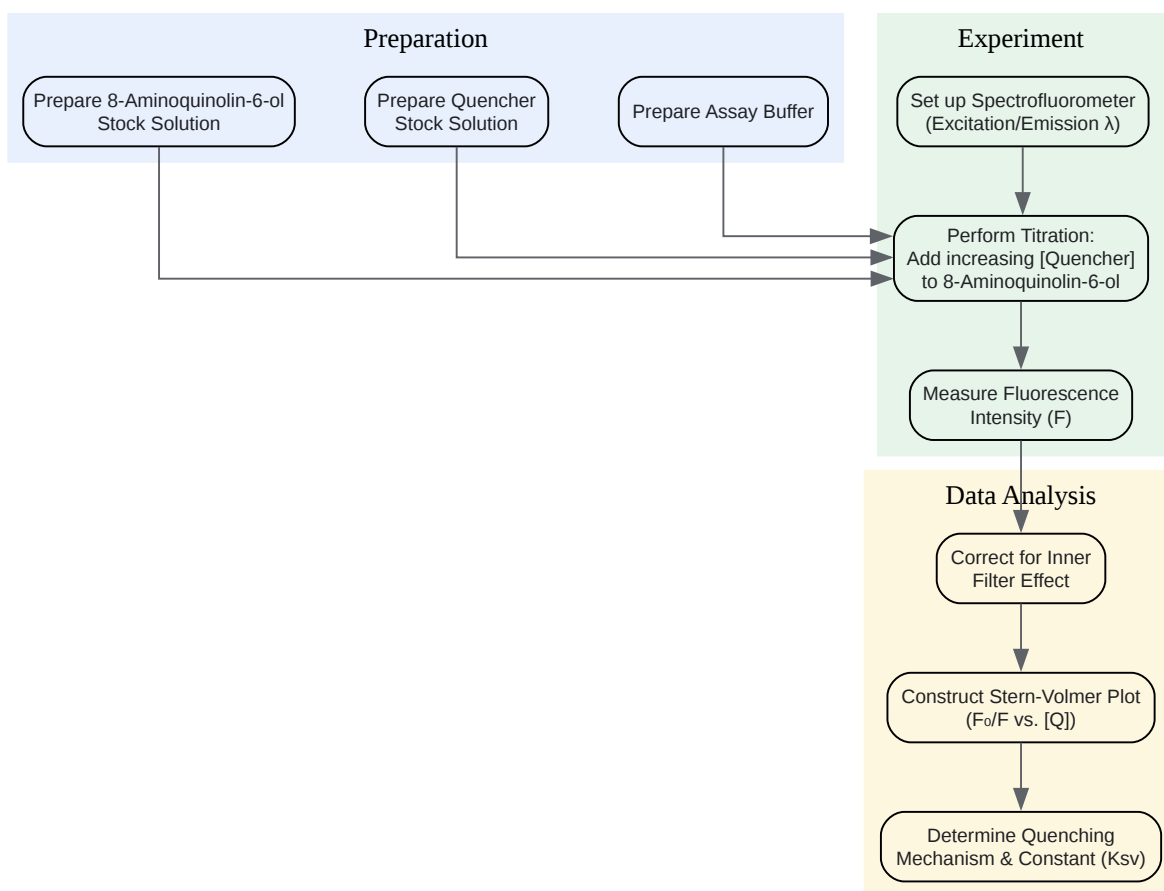 Preparation
Prepare 8-Aminoquinolin-6-ol
Stock Solution
Prepare Quencher
Stock Solution
Prepare Assay Buffer
Experiment
Set up Spectrofluorometer
(Excitation/Emission λ)
Perform Titration:
Add increasing [Quencher]
to 8-Aminoquinolin-6-ol
Measure Fluorescence
Intensity (F)
Data Analysis
Correct for Inner
Filter Effect
Construct Stern-Volmer Plot
(F₀/F vs. [Q])
Determine Quenching
Mechanism & Constant (Ksv)